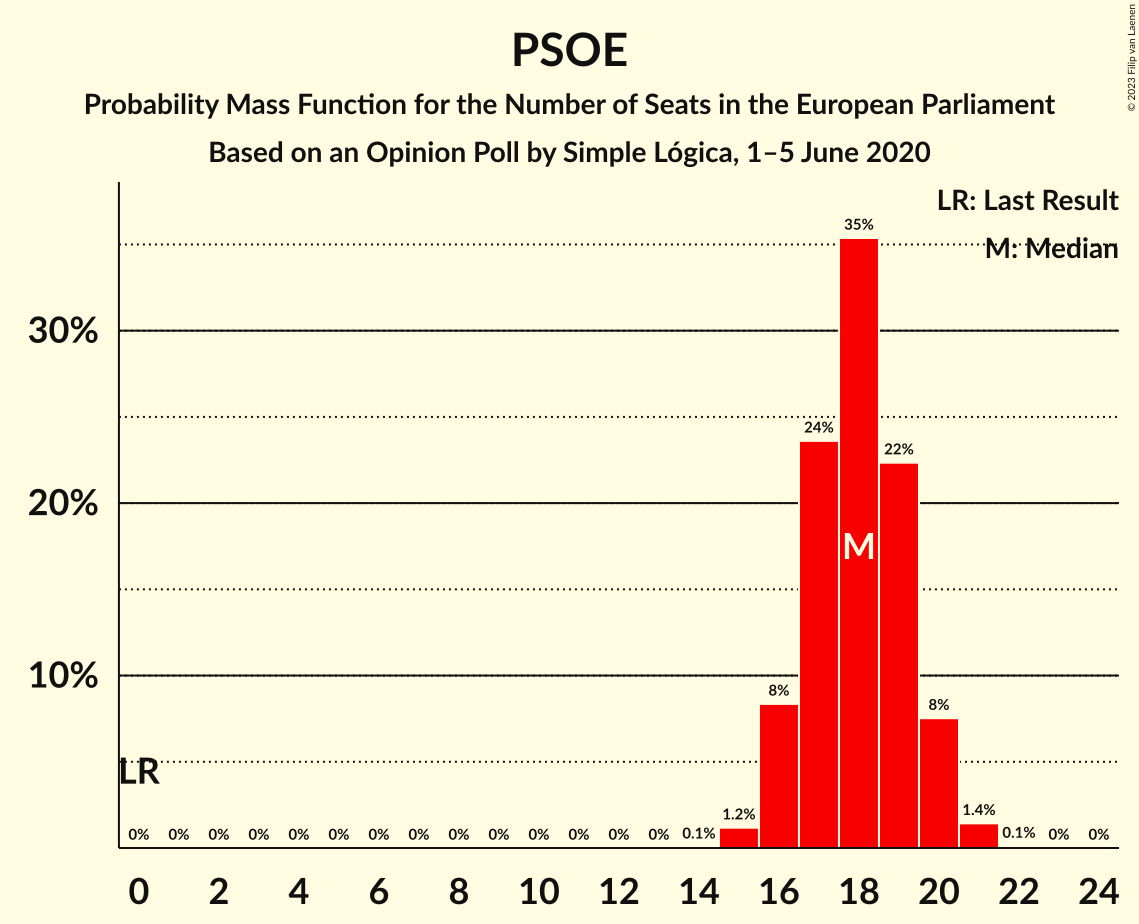 PSOE
Probability Mass Function for the Number of Seats in the European Parliament
Based on an Opinion Poll by Simple Lógica, 1–5 June 2020
© 2023 Filip van Laenen
LR: Last Result
M: Median
35%
30%
24%
22%
20%
M
10%
8%
8%
LR
1.2%
1.4%
0% 0% 0% 0% 0% 0% 0% 0% 0% 0% 0% 0% 0% 0% 0.1% 0.1% 0% 0%
0 2 4 6 8 10 12 14 16 18 20 22 24